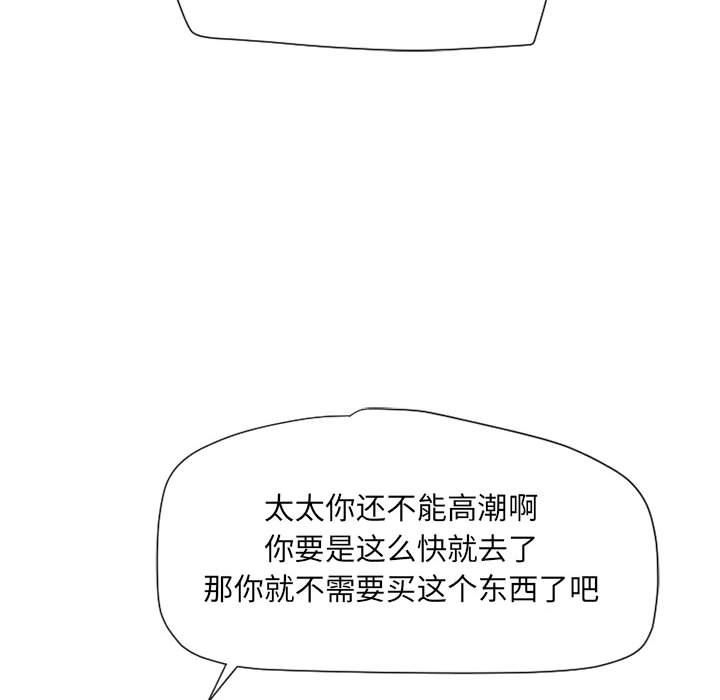 太太你还不能高潮啊
你要是这么快就去了
那你就不需要买这个东西了吧